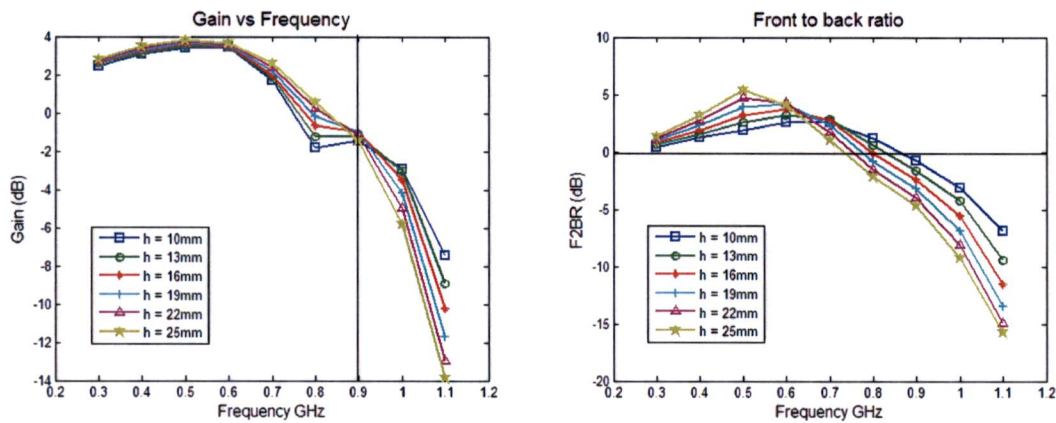 Gain vs Frequency
4
2
0
-2
-4
-6
-8
-10
-12
-14
Gain (dB)
h = 10mm
h = 13mm
h = 16mm
h = 19mm
h = 22mm
h = 25mm
0.2 0.3 0.4 0.5 0.6 0.7 0.8 0.9 1 1.1 1.2
Frequency GHz
Front to back ratio
10
5
0
-5
-10
-15
-20
F2BR (dB)
h = 10mm
h = 13mm
h = 16mm
h = 19mm
h = 22mm
h = 25mm
0.2 0.3 0.4 0.5 0.6 0.7 0.8 0.9 1 1.1 1.2
Frequency GHz